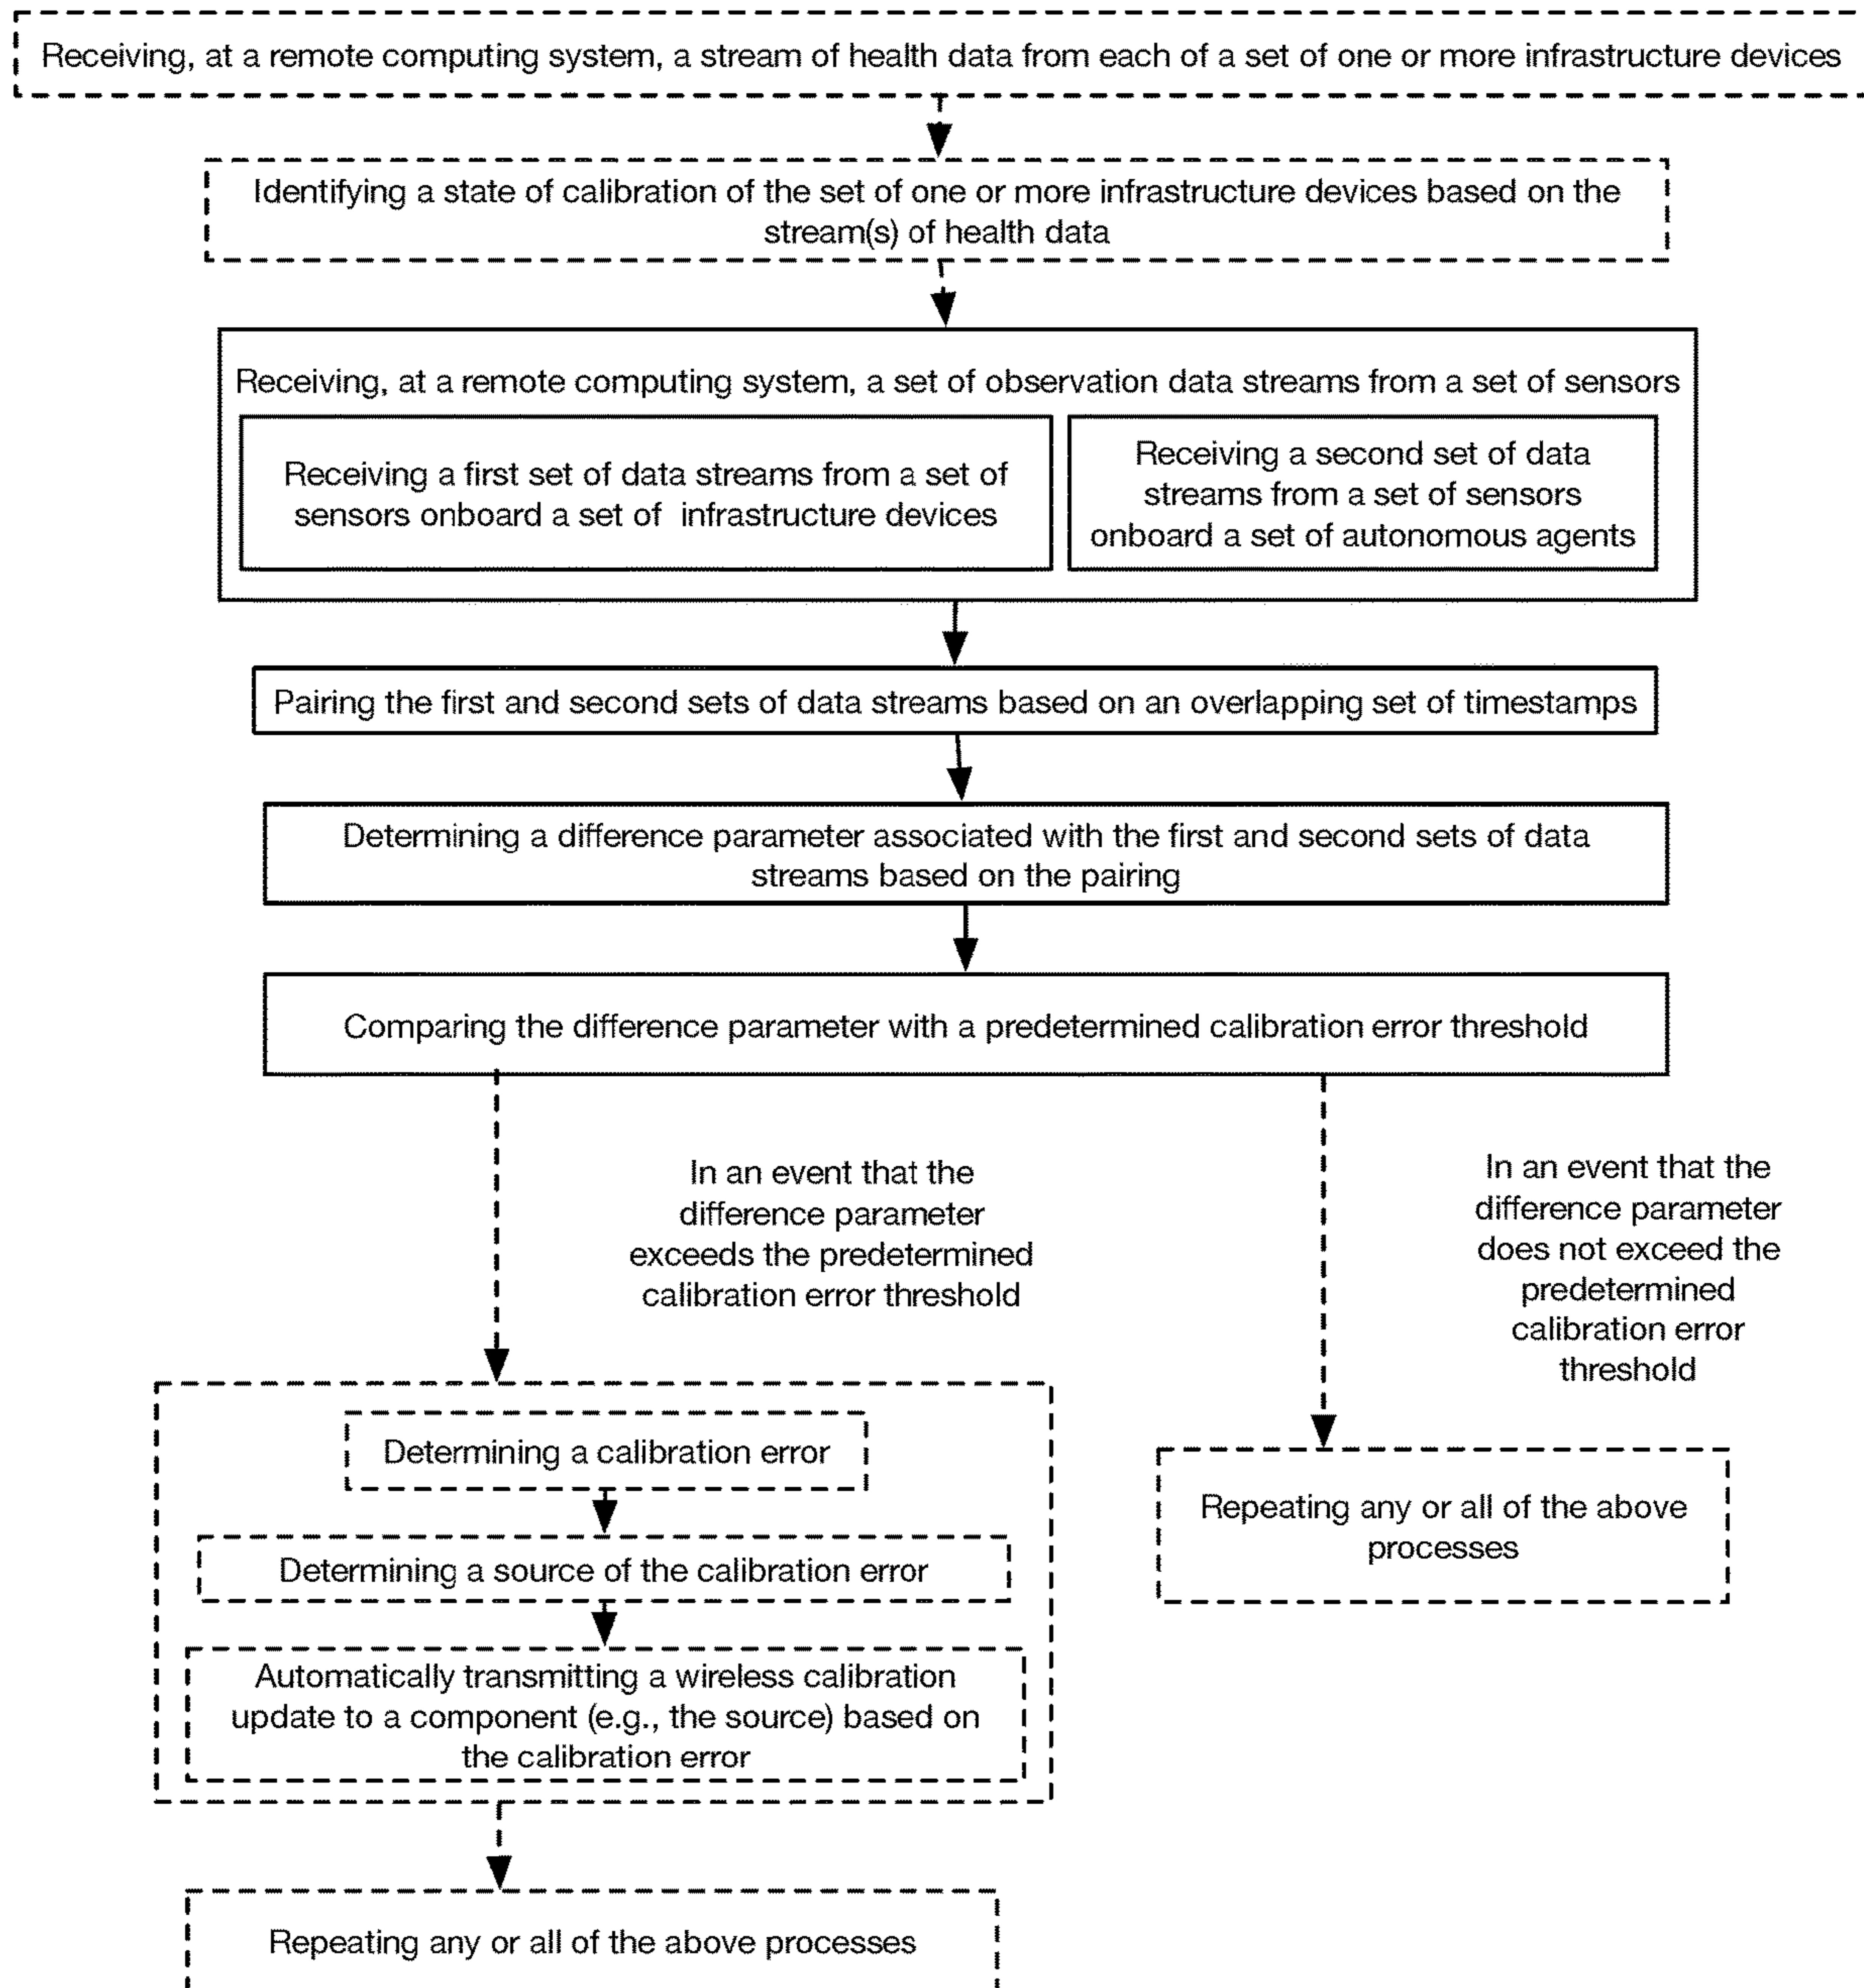 Receiving, at a remote computing system, a stream of health data from each of a set of one or more infrastructure devices
Identifying a state of calibration of the set of one or more infrastructure devices based on the
stream(s) of health data
Receiving, at a remote computing system, a set of observation data streams from a set of sensors
Receiving a first set of data streams from a set of
sensors onboard a set of infrastructure devices
Receiving a second set of data
streams from a set of sensors
onboard a set of autonomous agents
Pairing the first and second sets of data streams based on an overlapping set of timestamps
Determining a difference parameter associated with the first and second sets of data
streams based on the pairing
Comparing the difference parameter with a predetermined calibration error threshold
In an event that the
difference parameter
exceeds the predetermined
calibration error threshold
In an event that the
difference parameter
does not exceed the
predetermined
calibration error
threshold
Determining a calibration error
Determining a source of the calibration error
Automatically transmitting a wireless calibration
update to a component (e.g., the source) based on
the calibration error
Repeating any or all of the above
processes
Repeating any or all of the above processes